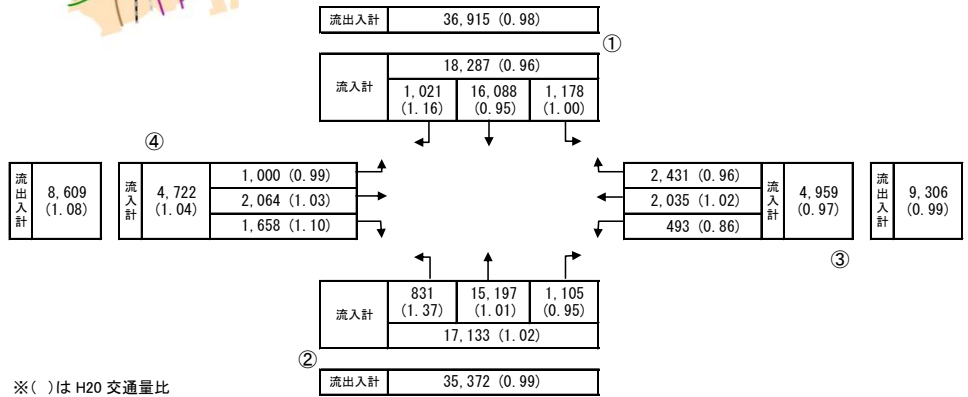 流出入計 36,915 (0.98)
①
流入計 18,287 (0.96)
1,021 (1.16) 16,088 (0.95) 1,178 (1.00)
④
流出入計 8,609 (1.08)
流入計 4,722 (1.04)
1,000 (0.99)
2,064 (1.03)
1,658 (1.10)
2,431 (0.96)
2,035 (1.02)
493 (0.86)
流入計 4,959 (0.97)
流出入計 9,306 (0.99)
③
流入計
831 (1.37) 15,197 (1.01) 1,105 (0.95)
17,133 (1.02)
②
流出入計 35,372 (0.99)
※( )は H20 交通量比